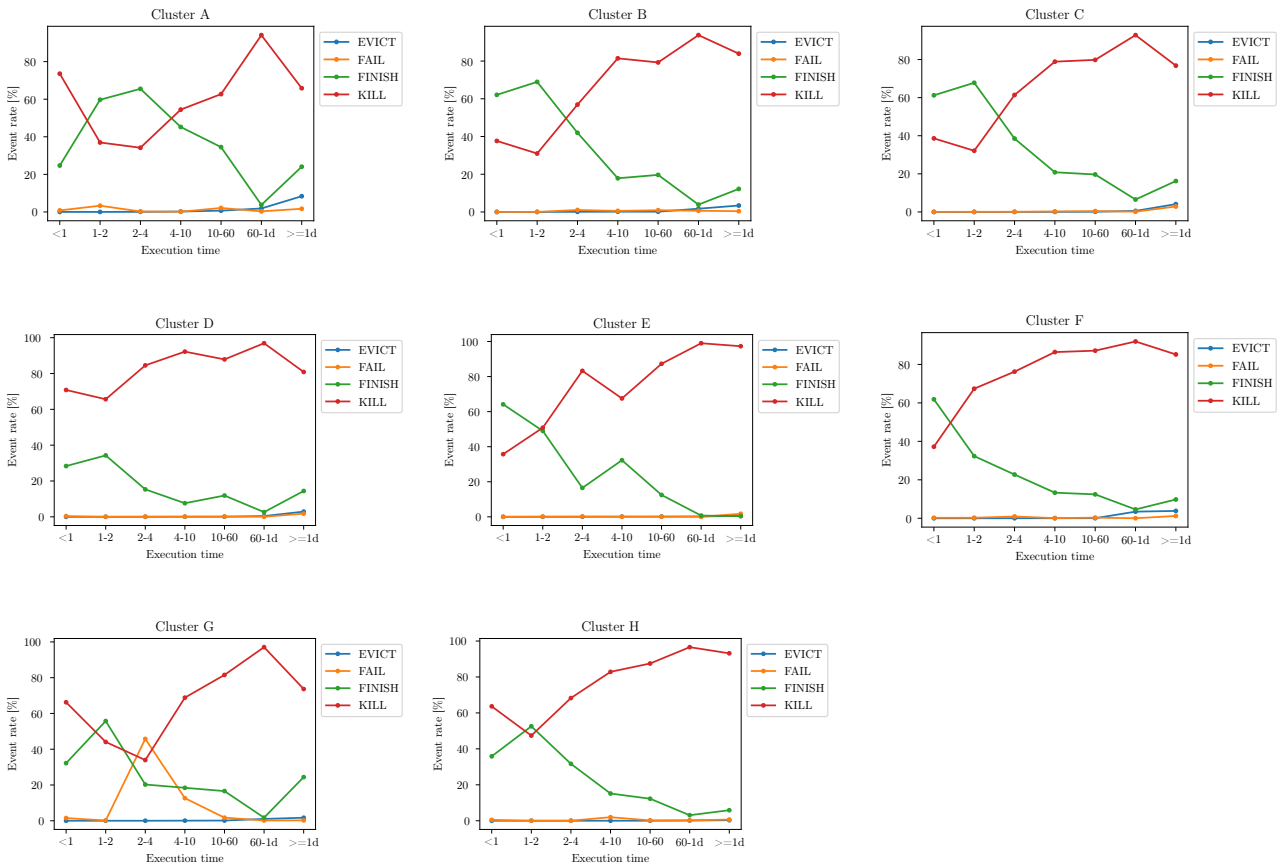 Cluster A
Event rate [%]
80
60
40
20
0
<1 1-2 2-4 4-10 10-60 60-1d >=1d
Execution time
EVICT
FAIL
FINISH
KILL
Cluster B
Event rate [%]
80
60
40
20
0
<1 1-2 2-4 4-10 10-60 60-1d >=1d
Execution time
EVICT
FAIL
FINISH
KILL
Cluster C
Event rate [%]
80
60
40
20
0
<1 1-2 2-4 4-10 10-60 60-1d >=1d
Execution time
EVICT
FAIL
FINISH
KILL
Cluster D
Event rate [%]
100
80
60
40
20
0
<1 1-2 2-4 4-10 10-60 60-1d >=1d
Execution time
EVICT
FAIL
FINISH
KILL
Cluster E
Event rate [%]
100
80
60
40
20
0
<1 1-2 2-4 4-10 10-60 60-1d >=1d
Execution time
EVICT
FAIL
FINISH
KILL
Cluster F
Event rate [%]
80
60
40
20
0
<1 1-2 2-4 4-10 10-60 60-1d >=1d
Execution time
EVICT
FAIL
FINISH
KILL
Cluster G
Event rate [%]
100
80
60
40
20
0
<1 1-2 2-4 4-10 10-60 60-1d >=1d
Execution time
EVICT
FAIL
FINISH
KILL
Cluster H
Event rate [%]
100
80
60
40
20
0
<1 1-2 2-4 4-10 10-60 60-1d >=1d
Execution time
EVICT
FAIL
FINISH
KILL